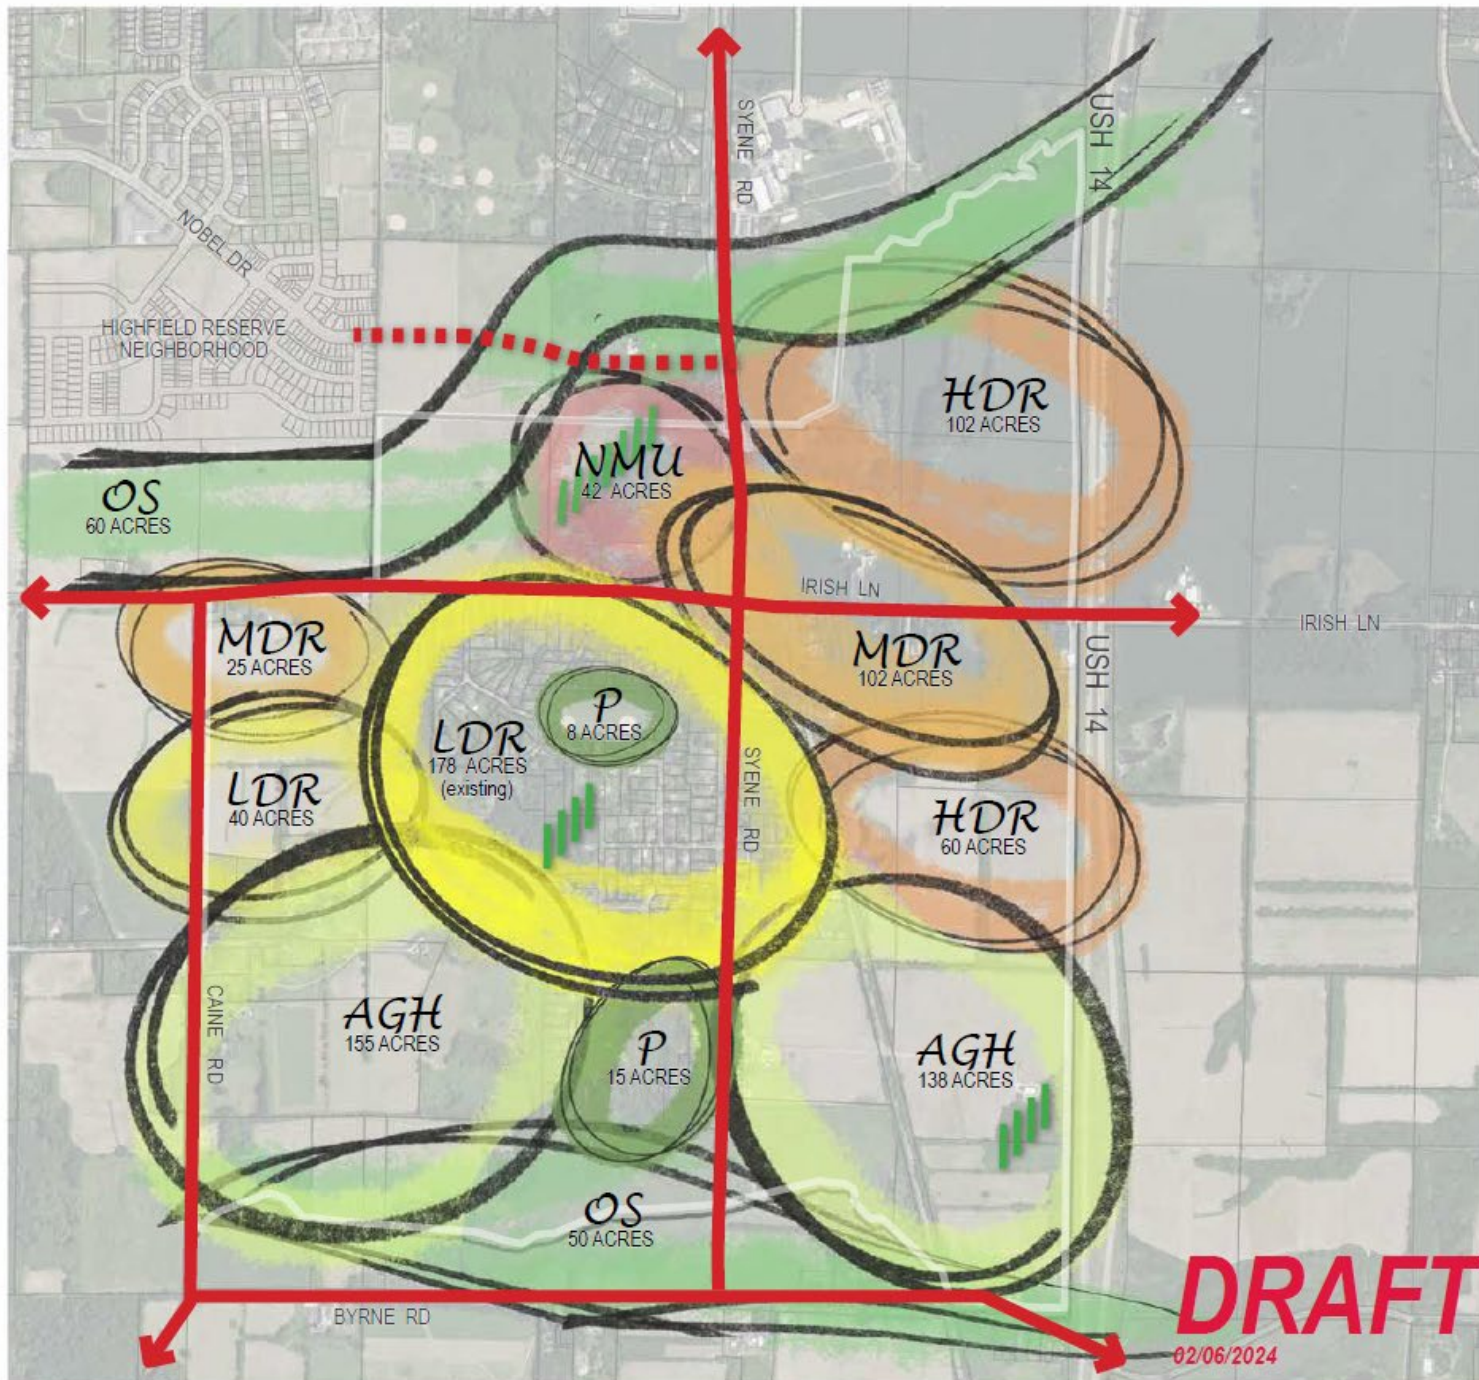 SYENE RD
USH 14
NOBEL DR
HIGHFIELD RESERVE
NEIGHBORHOOD
HDR
102 ACRES
NMU
42 ACRES
OS
60 ACRES
IRISH LN
IRISH LN
MDR
25 ACRES
MDR
102 ACRES
USH 14
P
8 ACRES
LDR
178 ACRES
(existing)
SYENE RD
LDR
40 ACRES
HDR
60 ACRES
CAINE RD
AGH
155 ACRES
P
15 ACRES
AGH
138 ACRES
OS
50 ACRES
BYRNE RD
DRAFT
02/06/2024